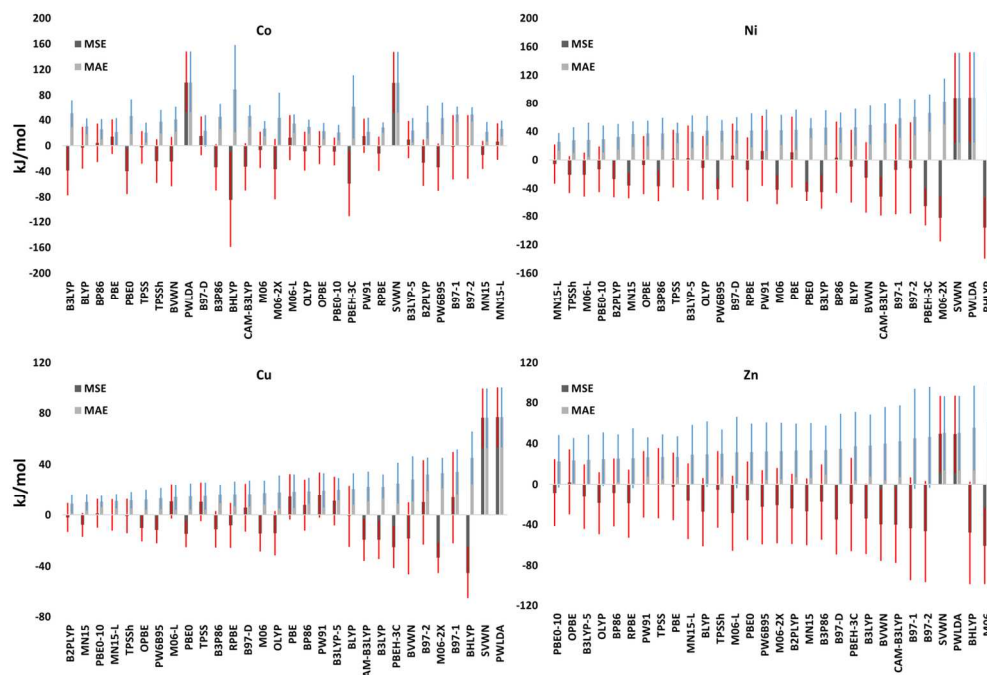 kJ/mol
200
160
120
80
40
0
-40
-80
-120
-160
-200
Co
MSE
MAE
B3LYP
BLYP
BP86
PBE
PBE0
TPSS
TPSSh
BVWN
PWLDA
B97-D
B3P86
BHLYP
CAM-B3LYP
M06
M06-2X
M06-L
OLYP
OPBE
PBE0-10
PBEH-3C
PW91
RPBE
SVWN
B3LYP-5
B2PLYP
PW6B95
B97-1
B97-2
MN15
MN15-L
200
160
120
80
40
0
-40
-80
-120
-160
Ni
MSE
MAE
MN15-L
TPSSh
M06-L
PBE0-10
B2PLYP
MN15
OPBE
B3P86
TPSS
B3LYP-5
OLYP
PW6B95
B97-D
RPBE
PW91
M06
PBE
PBE0
B3LYP
BP86
BLYP
BVWN
CAM-B3LYP
B97-1
B97-2
PBEH-3C
M06-2X
SVWN
PWLDA
BHLYP
kJ/mol
120
80
40
0
-40
-80
Cu
MSE
MAE
B2PLYP
MN15
PBE0-10
MN15-L
TPSSh
OPBE
PW6B95
M06-L
PBE0
TPSS
B3P86
RPBE
B97-D
M06
OLYP
PBE
BP86
PW91
B3LYP-5
BLYP
CAM-B3LYP
B3LYP
PBEH-3C
BVWN
B97-2
M06-2X
B97-1
BHLYP
SVWN
PWLDA
120
80
40
0
-40
-80
-120
Zn
MSE
MAE
PBE0-10
OPBE
B3LYP-5
OLYP
BP86
RPBE
PW91
TPSS
PBE
MN15-L
BLYP
TPSSh
M06-L
PBE0
PW6B95
M06-2X
B2PLYP
MN15
B3P86
B97-D
PBEH-3C
B3LYP
BVWN
CAM-B3LYP
B97-1
B97-2
SVWN
PWLDA
BHLYP
M06